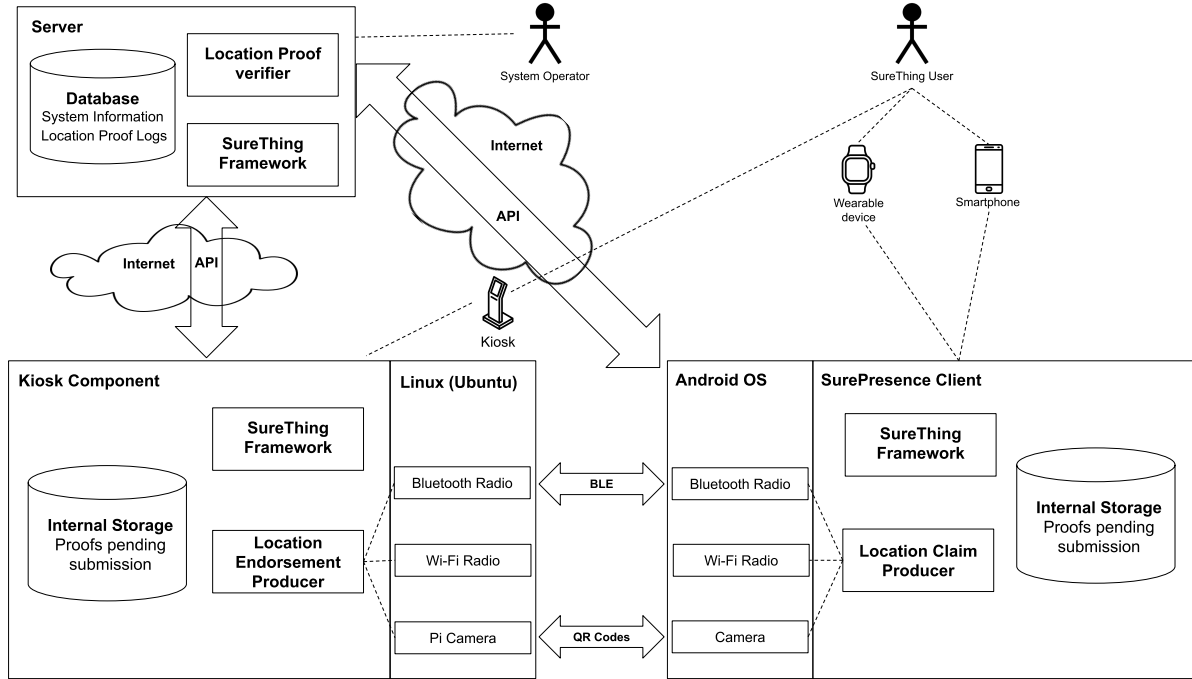 Server
Location Proof
verifier
Database
System Information
Location Proof Logs
SureThing
Framework
System Operator
SureThing User
Internet
API
Wearable
device
Smartphone
Internet
API
Kiosk
Kiosk Component
Linux (Ubuntu)
Android OS
SurePresence Client
SureThing
Framework
SureThing
Framework
Bluetooth Radio
BLE
Bluetooth Radio
Internal Storage
Proofs pending
submission
Location
Endorsement
Producer
Wi-Fi Radio
Wi-Fi Radio
Location Claim
Producer
Internal Storage
Proofs pending
submission
Pi Camera
QR Codes
Camera